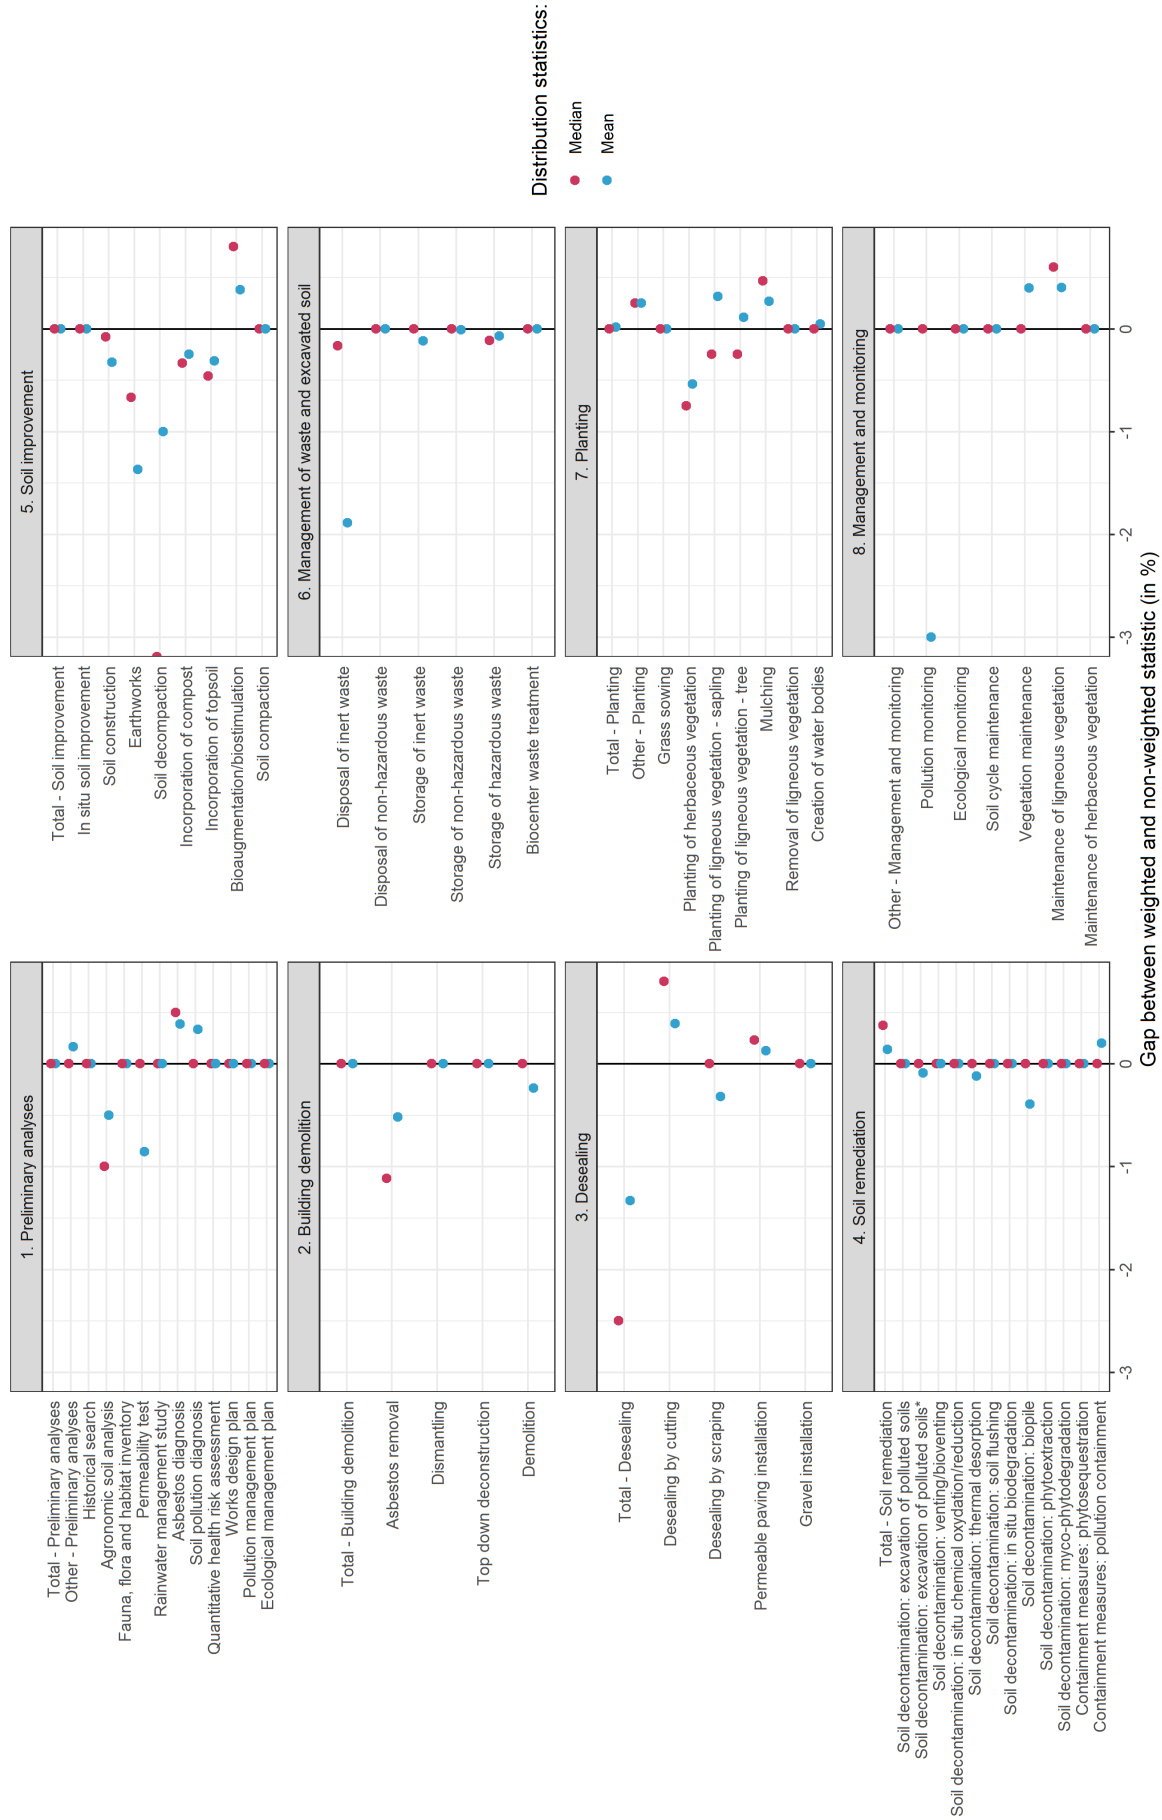 1. Preliminary analyses
Total - Preliminary analyses
Other - Preliminary analyses
Historical search
Agronomic soil analysis
Fauna, flora and habitat inventory
Permeability test
Rainwater management study
Asbestos diagnosis
Soil pollution diagnosis
Quantitative health risk assessment
Works design plan
Pollution management plan
Ecological management plan
2. Building demolition
Total - Building demolition
Asbestos removal
Dismantling
Top down deconstruction
Demolition
3. Desealing
Total - Desealing
Desealing by cutting
Desealing by scraping
Permeable paving installation
Gravel installation
4. Soil remediation
Total - Soil remediation
Soil decontamination: excavation of polluted soils
Soil decontamination: excavation of polluted soils*
Soil decontamination: venting/bioventing
Soil decontamination: in situ chemical oxydation/reduction
Soil decontamination: thermal desorption
Soil decontamination: soil flushing
Soil decontamination: in situ biodegradation
Soil decontamination: biopile
Soil decontamination: phytoextraction
Soil decontamination: myco-phytodegradation
Containment measures: phytosequestration
Containment measures: pollution containment
-3 -2 -1 0
5. Soil improvement
Total - Soil improvement
In situ soil improvement
Soil construction
Earthworks
Soil decompaction
Incorporation of compost
Incorporation of topsoil
Bioaugmentation/biostimulation
Soil compaction
6. Management of waste and excavated soil
Disposal of inert waste
Disposal of non-hazardous waste
Storage of inert waste
Storage of non-hazardous waste
Storage of hazardous waste
Biocenter waste treatment
7. Planting
Total - Planting
Other - Planting
Grass sowing
Planting of herbaceous vegetation
Planting of ligneous vegetation - sapling
Planting of ligneous vegetation - tree
Mulching
Removal of ligneous vegetation
Creation of water bodies
8. Management and monitoring
Other - Management and monitoring
Pollution monitoring
Ecological monitoring
Soil cycle maintenance
Vegetation maintenance
Maintenance of ligneous vegetation
Maintenance of herbaceous vegetation
-3 -2 -1 0
Gap between weighted and non-weighted statistic (in %)
Distribution statistics:
Median
Mean